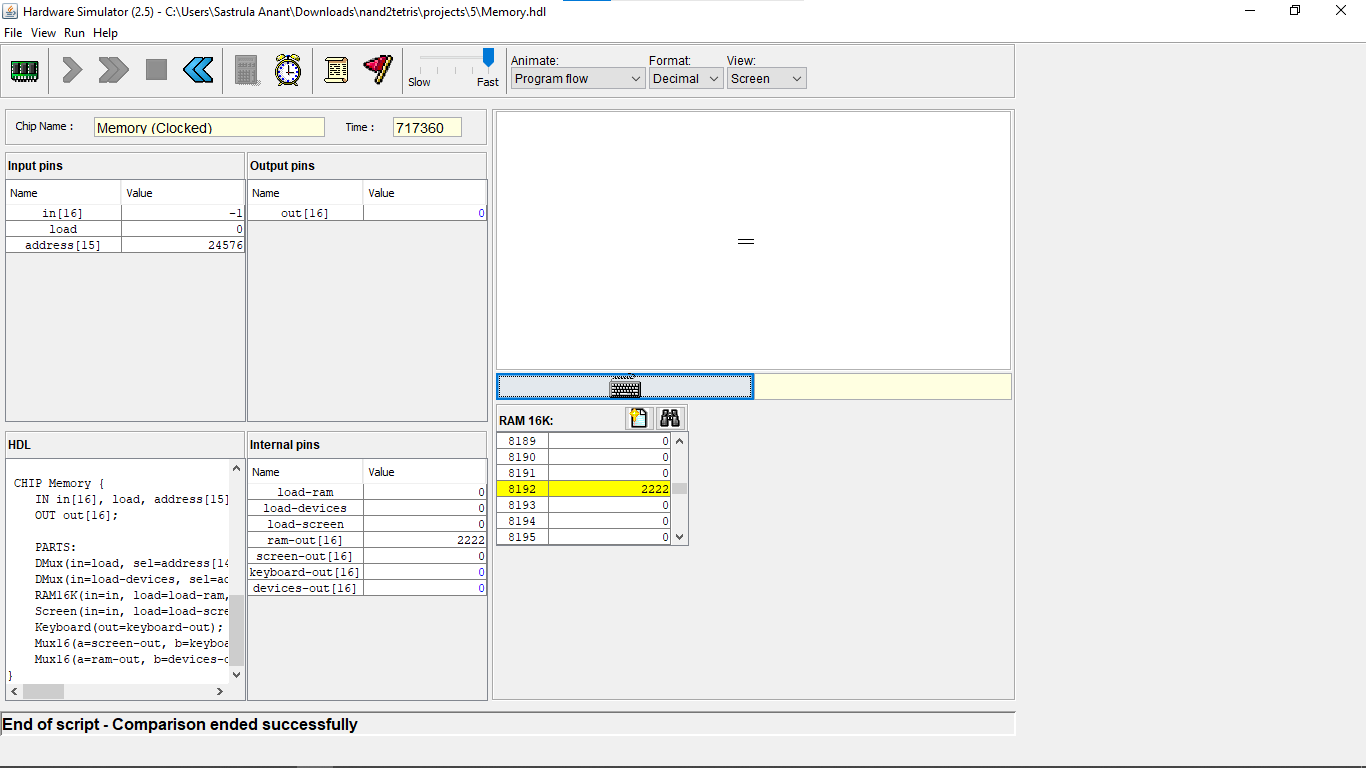 Hardware Simulator (2.5) - C:\Users\Sastrula Anant\Downloads\nand2tetris\projects\5\Memory.hdl
File View Run Help
Slow Fast
Animate: Format: View:
Program flow Decimal Screen
Chip Name : Memory (Clocked) Time : 717360
Input pins
Name Value
in[16] -1
load 0
address[15] 24576
Output pins
Name Value
out[16] 0
HDL
CHIP Memory {
IN in[16], load, address[15]
OUT out[16];
PARTS:
DMux(in=load, sel=address[14
DMux(in=load-devices, sel=ad
RAM16K(in=in, load=load-ram,
Screen(in=in, load=load-scre
Keyboard(out=keyboard-out);
Mux16(a=screen-out, b=keyboa
Mux16(a=ram-out, b=devices-o
}
Internal pins
Name Value
load-ram 0
load-devices 0
load-screen 0
ram-out[16] 2222
screen-out[16] 0
keyboard-out[16] 0
devices-out[16] 0
RAM 16K:
8189 0
8190 0
8191 0
8192 2222
8193 0
8194 0
8195 0
End of script - Comparison ended successfully